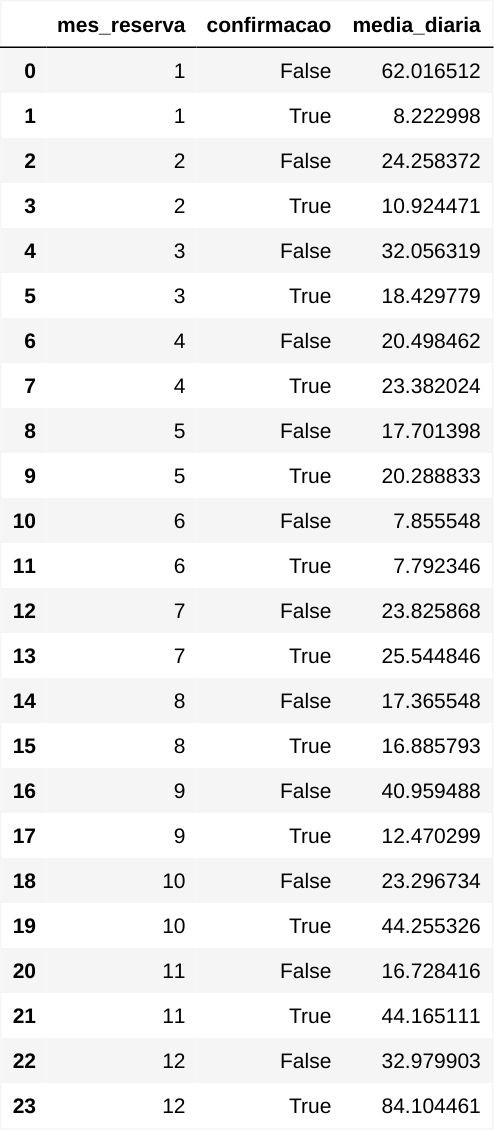 mes_reserva confirmacao media_diaria
0 1 False 62.016512
1 1 True 8.222998
2 2 False 24.258372
3 2 True 10.924471
4 3 False 32.056319
5 3 True 18.429779
6 4 False 20.498462
7 4 True 23.382024
8 5 False 17.701398
9 5 True 20.288833
10 6 False 7.855548
11 6 True 7.792346
12 7 False 23.825868
13 7 True 25.544846
14 8 False 17.365548
15 8 True 16.885793
16 9 False 40.959488
17 9 True 12.470299
18 10 False 23.296734
19 10 True 44.255326
20 11 False 16.728416
21 11 True 44.165111
22 12 False 32.979903
23 12 True 84.104461